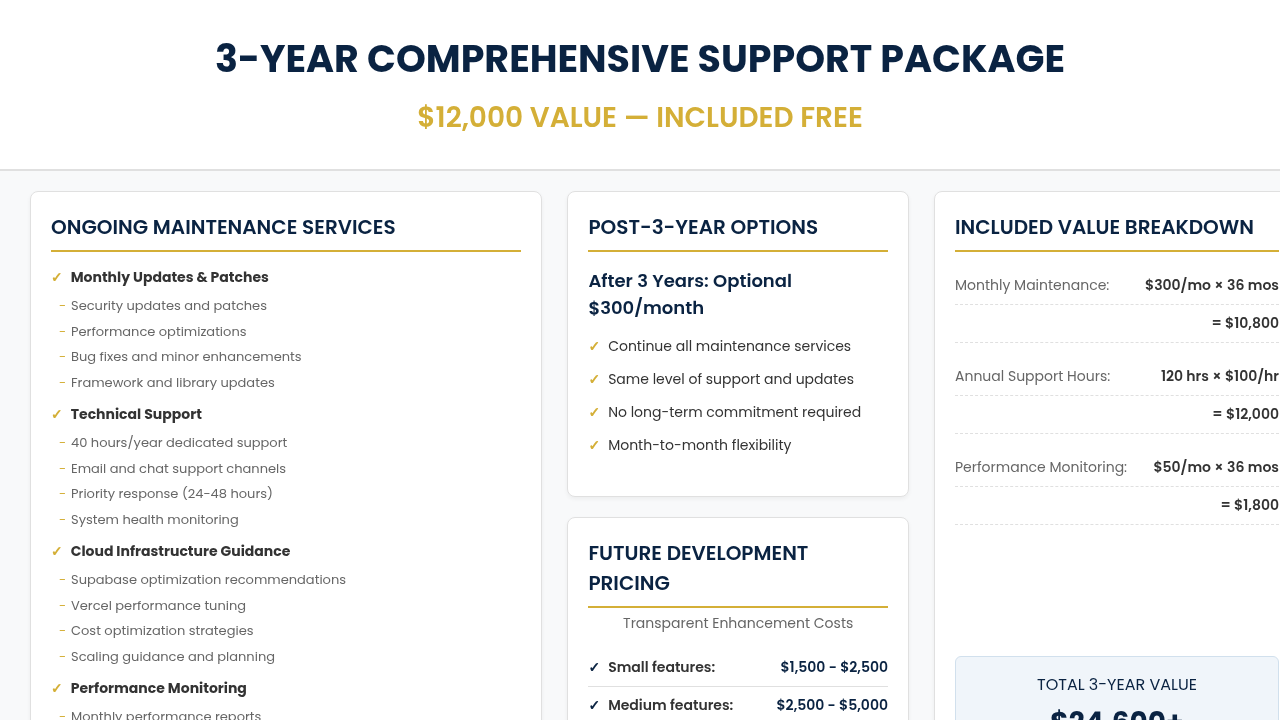 3-YEAR COMPREHENSIVE SUPPORT PACKAGE
$12,000 VALUE — INCLUDED FREE
ONGOING MAINTENANCE SERVICES
✓ Monthly Updates & Patches
– Security updates and patches
– Performance optimizations
– Bug fixes and minor enhancements
– Framework and library updates
✓ Technical Support
– 40 hours/year dedicated support
– Email and chat support channels
– Priority response (24-48 hours)
– System health monitoring
✓ Cloud Infrastructure Guidance
– Supabase optimization recommendations
– Vercel performance tuning
– Cost optimization strategies
– Scaling guidance and planning
✓ Performance Monitoring
– Monthly performance reports
POST-3-YEAR OPTIONS
After 3 Years: Optional
$300/month
✓ Continue all maintenance services
✓ Same level of support and updates
✓ No long-term commitment required
✓ Month-to-month flexibility
FUTURE DEVELOPMENT
PRICING
Transparent Enhancement Costs
✓ Small features: $1,500 - $2,500
✓ Medium features: $2,500 - $5,000
INCLUDED VALUE BREAKDOWN
Monthly Maintenance: $300/mo × 36 mos
= $10,800
Annual Support Hours: 120 hrs × $100/hr
= $12,000
Performance Monitoring: $50/mo × 36 mos
= $1,800
TOTAL 3-YEAR VALUE
$24,600+